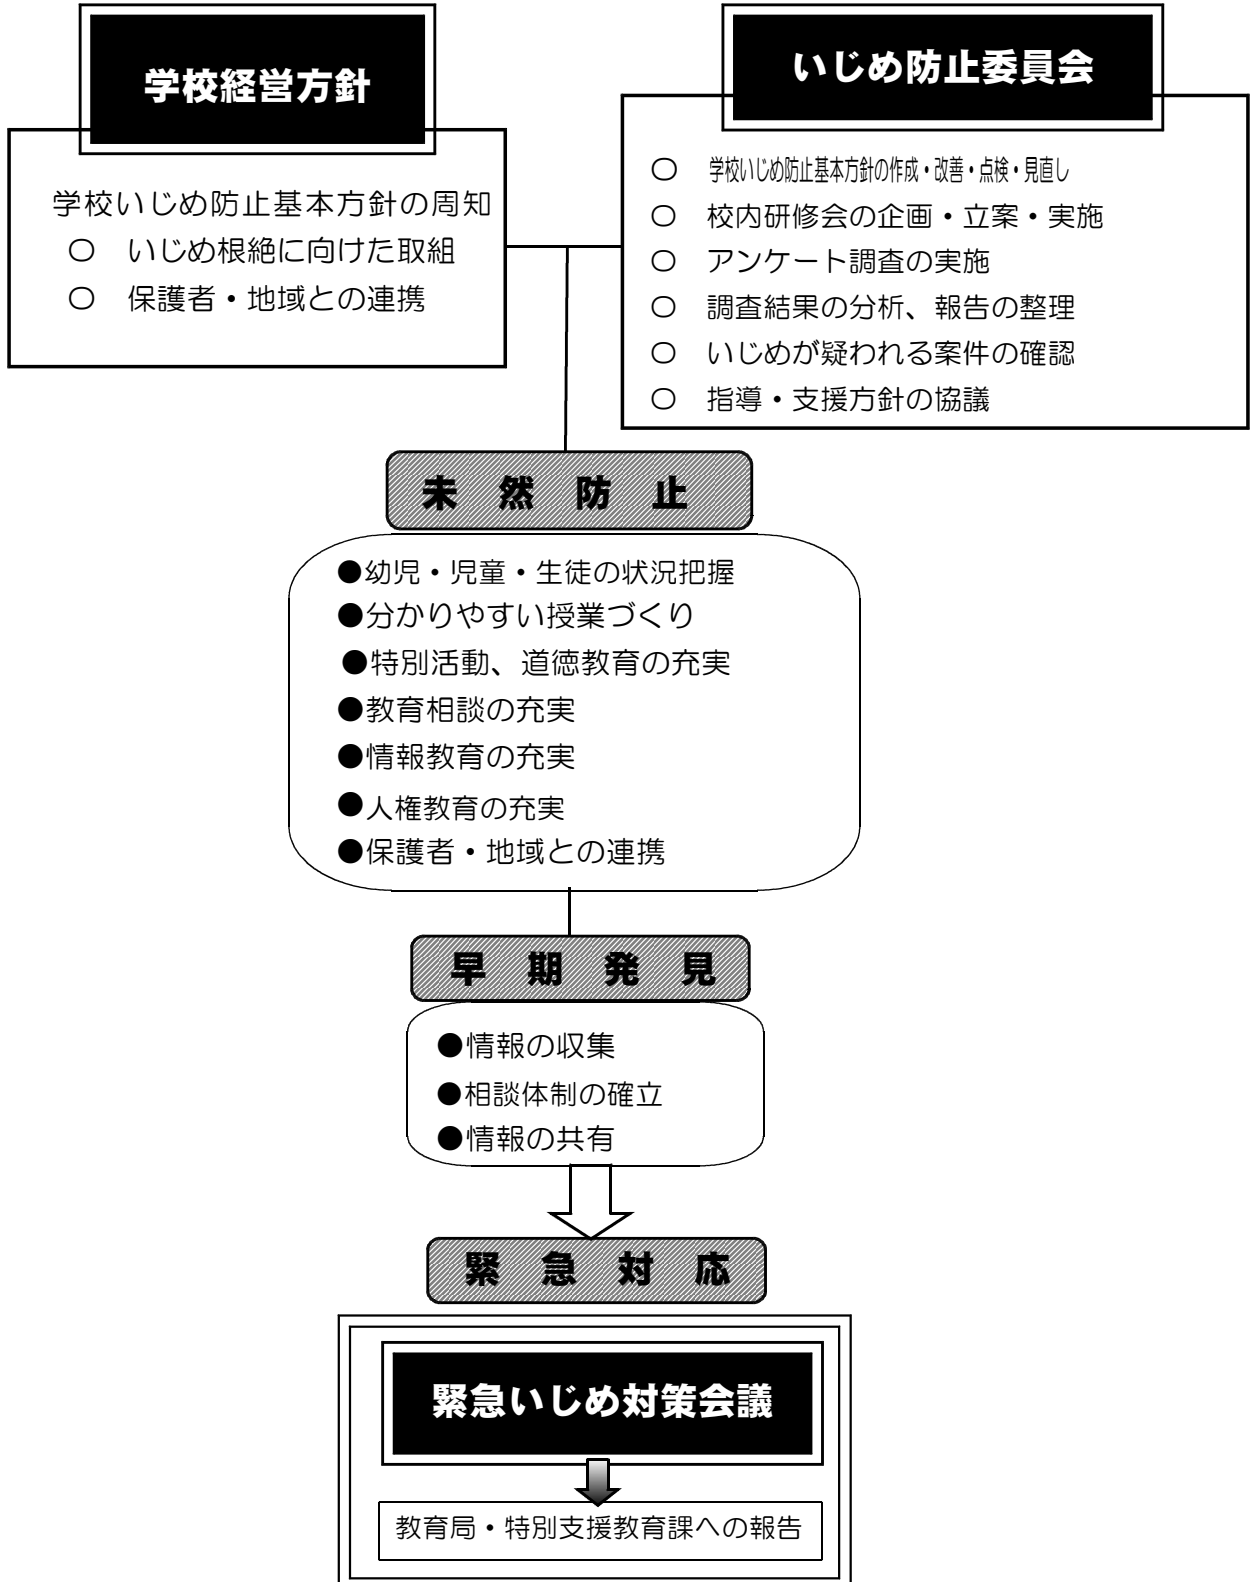 学校経営方針
学校いじめ防止基本方針の周知
○ いじめ根絶に向けた取組
○ 保護者・地域との連携
いじめ防止委員会
○ 学校いじめ防止基本方針の作成・改善・点検・見直し
○ 校内研修会の企画・立案・実施
○ アンケート調査の実施
○ 調査結果の分析、報告の整理
○ いじめが疑われる案件の確認
○ 指導・支援方針の協議
未 然 防 止
●幼児・児童・生徒の状況把握
●分かりやすい授業づくり
●特別活動、道徳教育の充実
●教育相談の充実
●情報教育の充実
●人権教育の充実
●保護者・地域との連携
早 期 発 見
●情報の収集
●相談体制の確立
●情報の共有
緊 急 対 応
緊急いじめ対策会議
教育局・特別支援教育課への報告